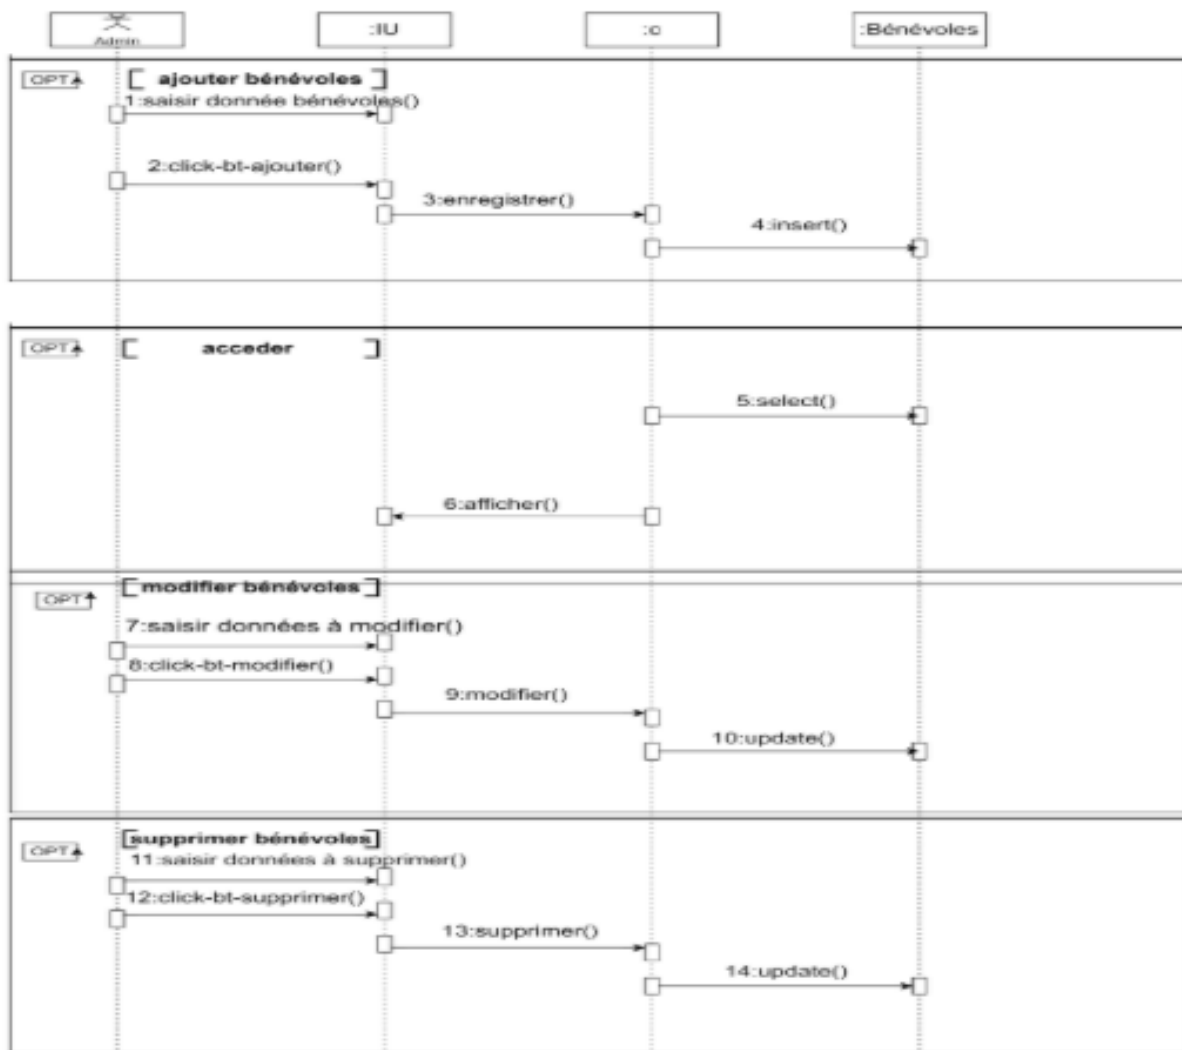 Admin
:IU
:c
:Bénévoles
OPT
[ ajouter bénévoles ]
1:saisir donnée bénévoles()
2:click-bt-ajouter()
3:enregistrer()
4:insert()
OPT
[ acceder ]
5:select()
6:afficher()
OPT
[modifier bénévoles ]
7:saisir données à modifier()
8:click-bt-modifier()
9:modifier()
10:update()
OPT
[supprimer bénévoles]
11:saisir données à supprimer()
12:click-bt-supprimer()
13:supprimer()
14:update()